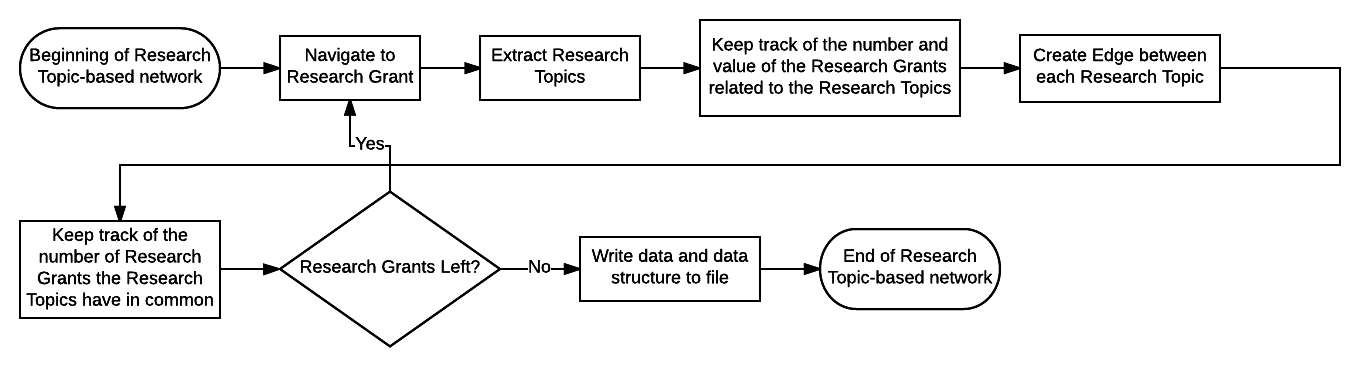 Beginning of Research
Topic-based network
Navigate to
Research Grant
Extract Research
Topics
Keep track of the number and
value of the Research Grants
related to the Research Topics
Create Edge between
each Research Topic
Yes
Keep track of the
number of Research
Grants the Research
Topics have in common
Research Grants Left?
No
Write data and data
structure to file
End of Research
Topic-based network